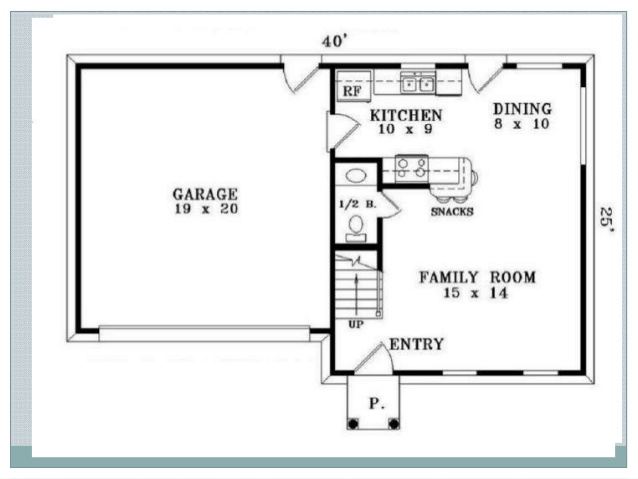 40'
RF
KITCHEN
10 x 9
DINING
8 x 10
GARAGE
19 x 20
1/2 B.
SNACKS
25'
FAMILY ROOM
15 x 14
UP
ENTRY
P.